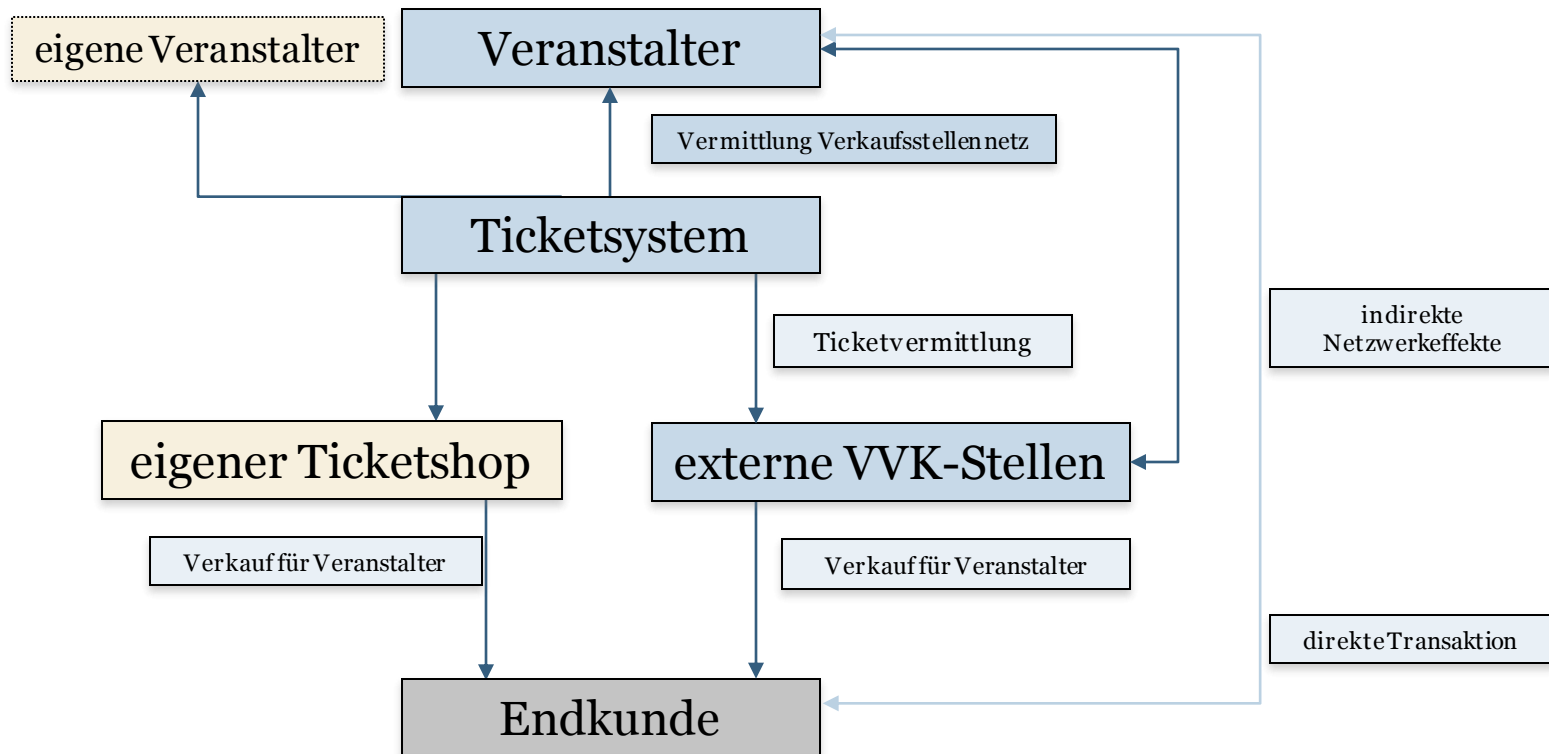 eigene Veranstalter
Veranstalter
Vermittlung Verkaufsstellennetz
Ticketsystem
Ticketvermittlung
indirekte
Netzwerkeffekte
eigener Ticketshop
externe VVK-Stellen
Verkauf für Veranstalter
Verkauf für Veranstalter
direkte Transaktion
Endkunde